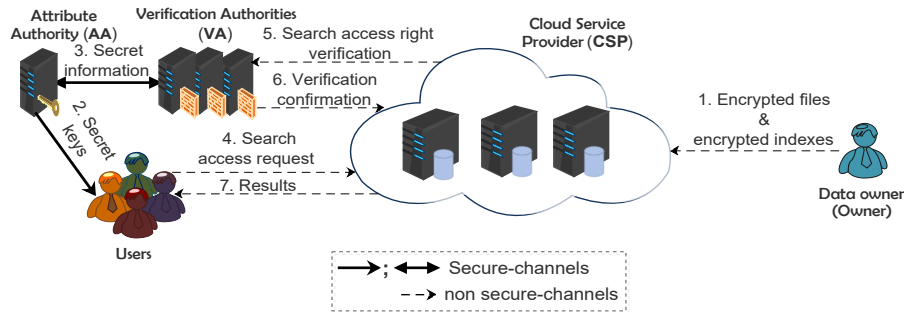 Attribute
Authority (AA)
Verification Authorities
(VA)
Cloud Service
Provider (CSP)
3. Secret
information
5. Search access right
verification
6. Verification
confirmation
1. Encrypted files
&
encrypted indexes
2. Secret
keys
4. Search
access request
7. Results
Users
Data owner
(Owner)
; Secure-channels
non secure-channels